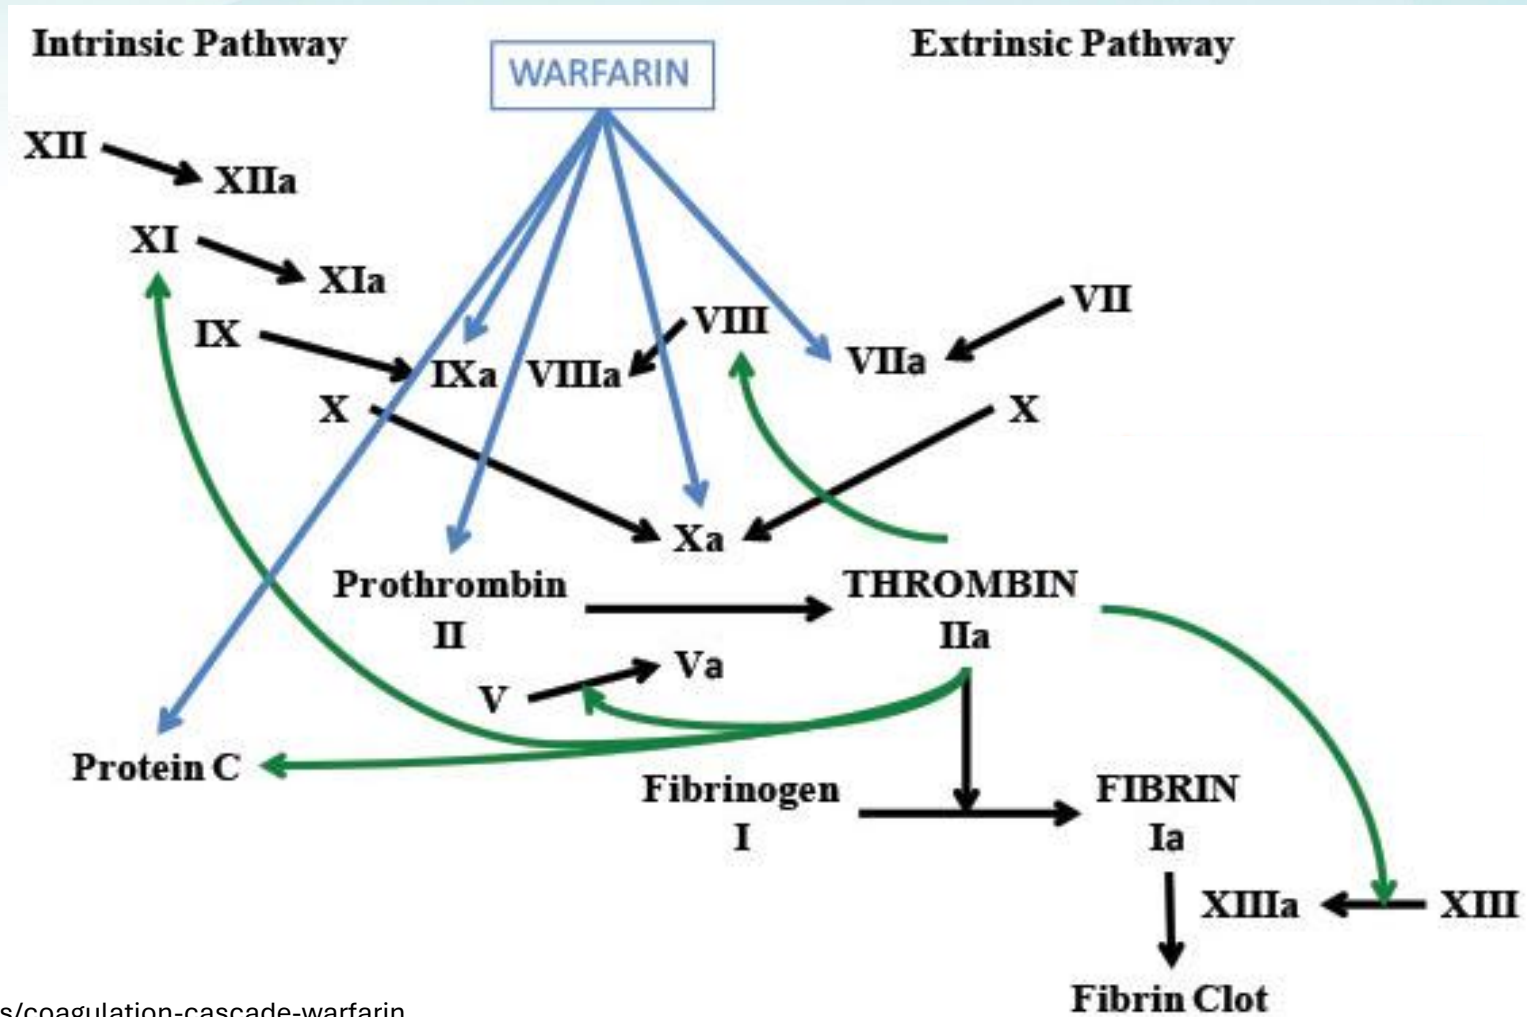 Intrinsic Pathway
WARFARIN
Extrinsic Pathway
XII
XIIa
XI
XIa
IX
IXa
VIIIa
VIII
VIIa
VII
X
X
Xa
Prothrombin
II
THROMBIN
IIa
V
Va
Protein C
Fibrinogen
I
FIBRIN
Ia
XIIIa
XIII
Fibrin Clot
s/coagulation-cascade-warfarin